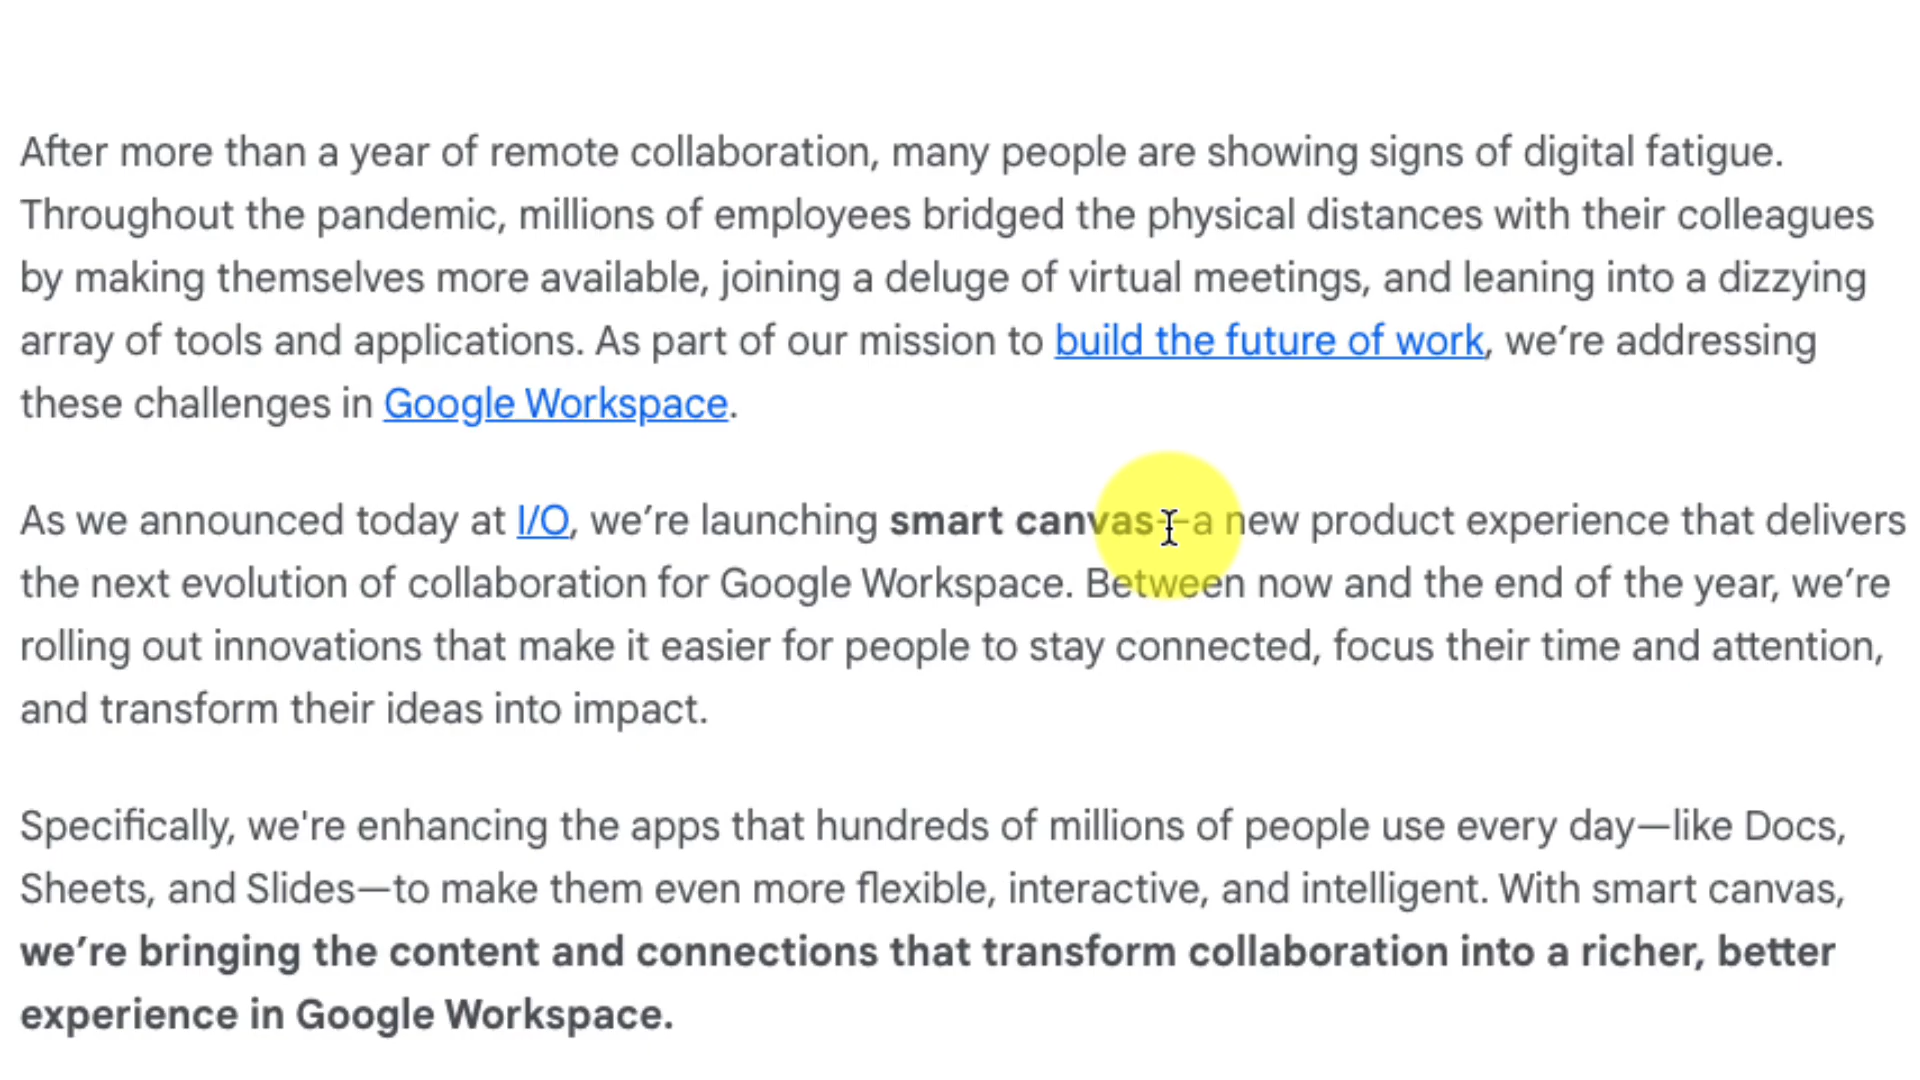 After more than a year of remote collaboration, many people are showing signs of digital fatigue.
Throughout the pandemic, millions of employees bridged the physical distances with their colleagues
by making themselves more available, joining a deluge of virtual meetings, and leaning into a dizzying
array of tools and applications. As part of our mission to build the future of work, we’re addressing
these challenges in Google Workspace.
As we announced today at I/O, we’re launching smart canvas—a new product experience that delivers
the next evolution of collaboration for Google Workspace. Between now and the end of the year, we’re
rolling out innovations that make it easier for people to stay connected, focus their time and attention,
and transform their ideas into impact.
Specifically, we're enhancing the apps that hundreds of millions of people use every day—like Docs,
Sheets, and Slides—to make them even more flexible, interactive, and intelligent. With smart canvas,
we’re bringing the content and connections that transform collaboration into a richer, better
experience in Google Workspace.